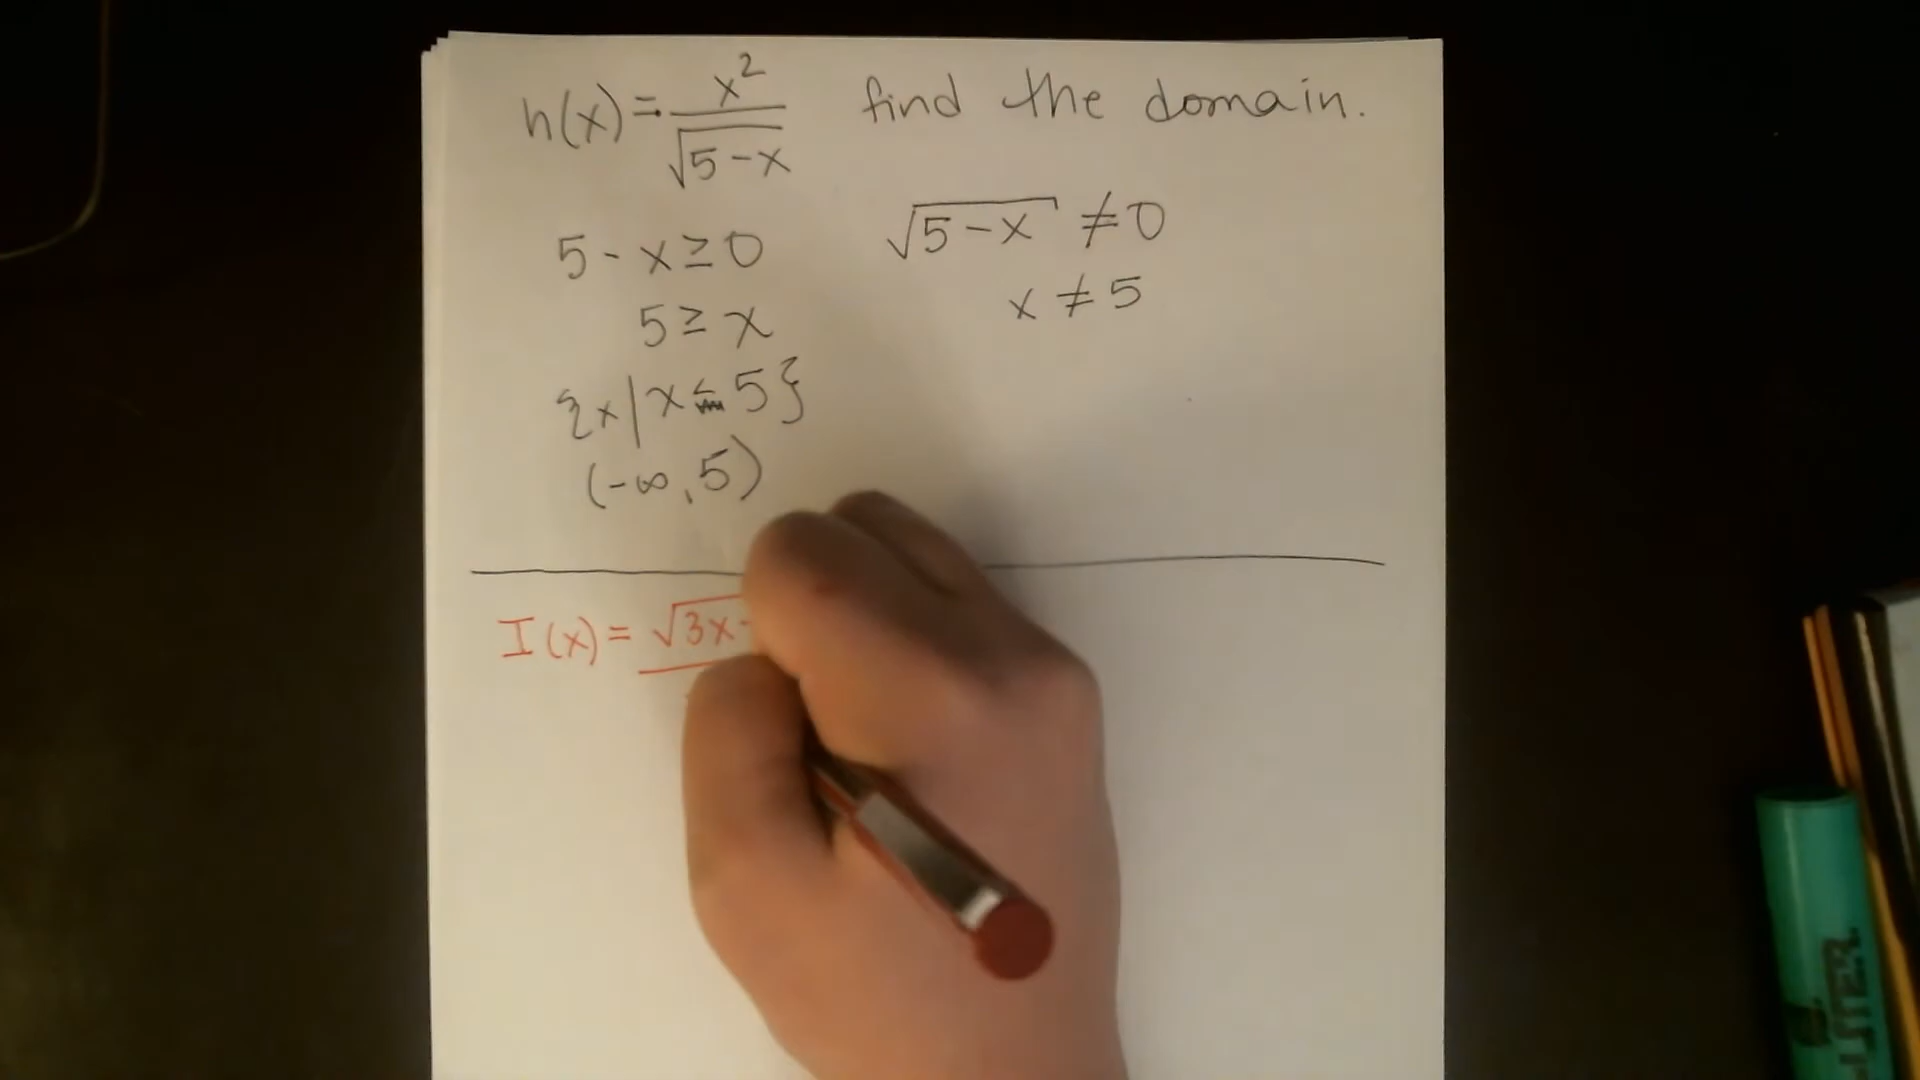 h(x) = x² / √(5-x) find the domain.
5 - x ≥ 0
√(5-x) ≠ 0
5 ≥ x
x ≠ 5
{x | x < 5}
(-∞, 5)
I(x) = √3x-